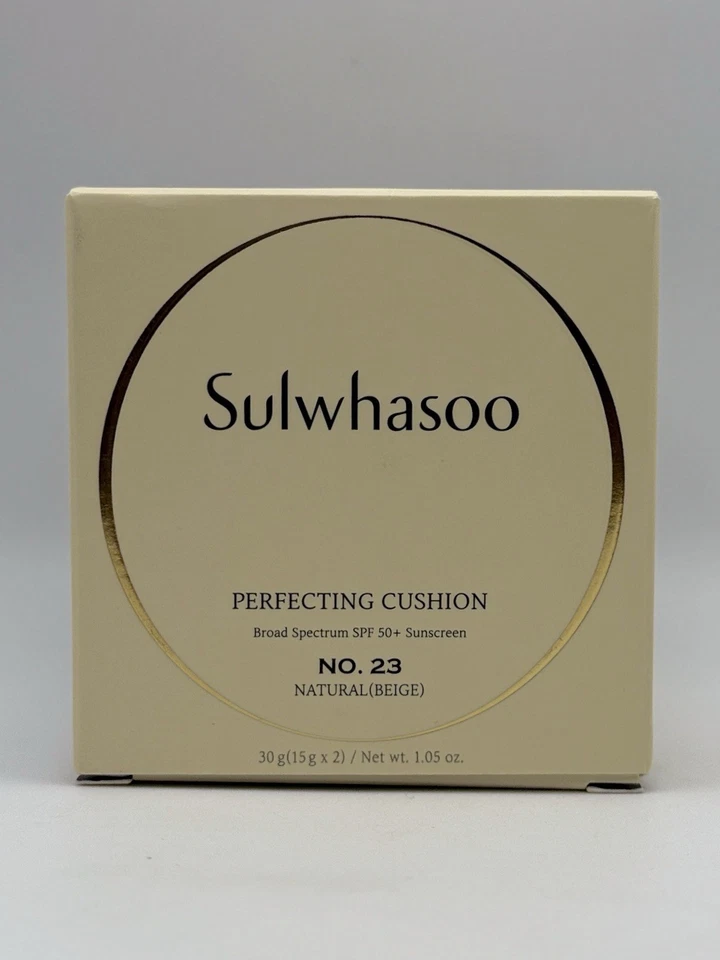 Sulwhasoo
PERFECTING CUSHION
Broad Spectrum SPF 50+ Sunscreen
NO. 23
NATURAL(BEIGE)
30 g(15 g x 2) / Net wt. 1.05 oz.